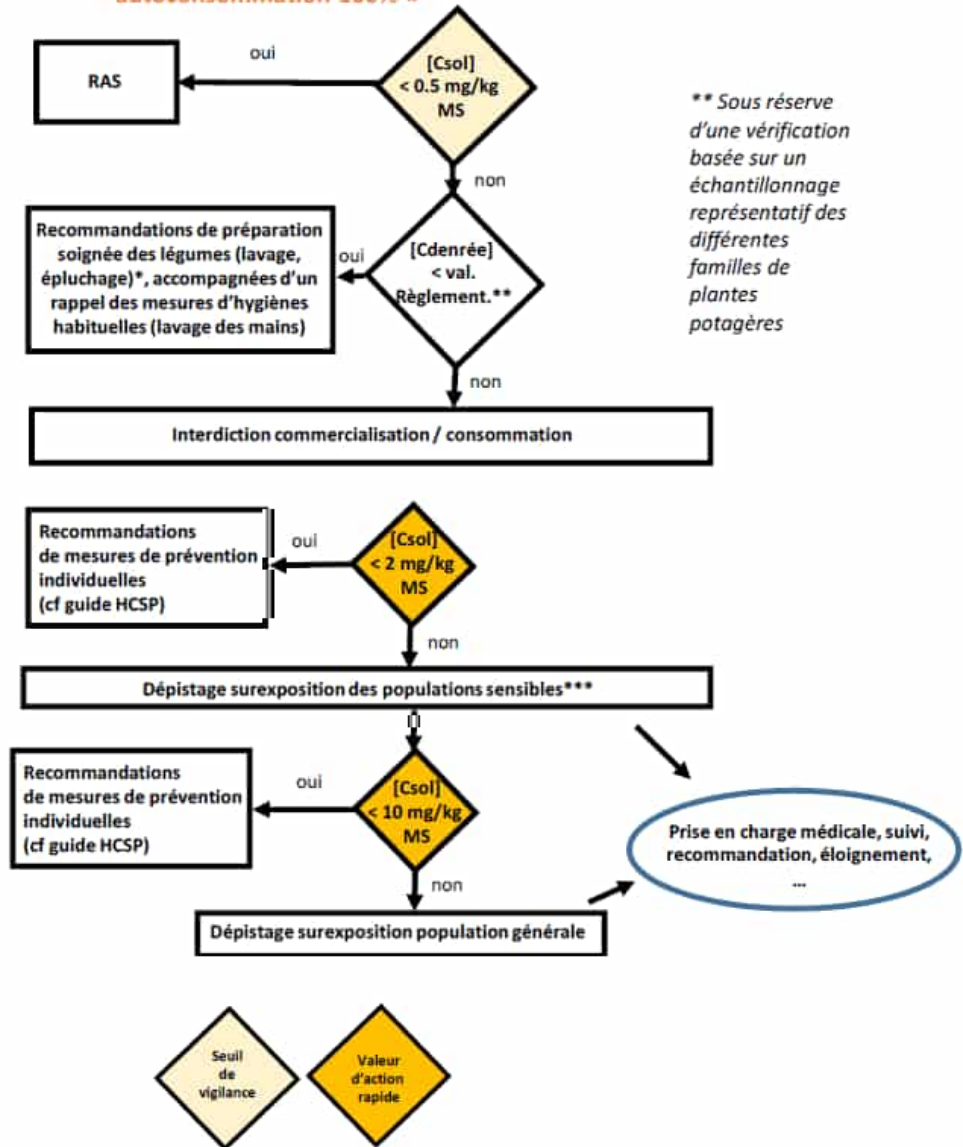 autoconsommation 100% »
oui
RAS
[Csol]
< 0.5 mg/kg
MS
** Sous réserve
d'une vérification
basée sur un
échantillonnage
représentatif des
différentes
familles de
plantes
potagères
non
Recommandations de préparation
soignée des légumes (lavage,
épluchage)*, accompagnées d'un
rappel des mesures d'hygiènes
habituelles (lavage des mains)
oui
[Cdenrée]
< val.
Règlement.**
non
Interdiction commercialisation / consommation
Recommandations
de mesures de prévention
individuelles
(cf guide HCSP)
oui
[Csol]
< 2 mg/kg
MS
non
Dépistage surexposition des populations sensibles***
Recommandations
de mesures de prévention
individuelles
(cf guide HCSP)
oui
[Csol]
< 10 mg/kg
MS
non
Prise en charge médicale, suivi,
recommandation, éloignement,
...
Dépistage surexposition population générale
Seuil
de
vigilance
Valeur
d'action
rapide